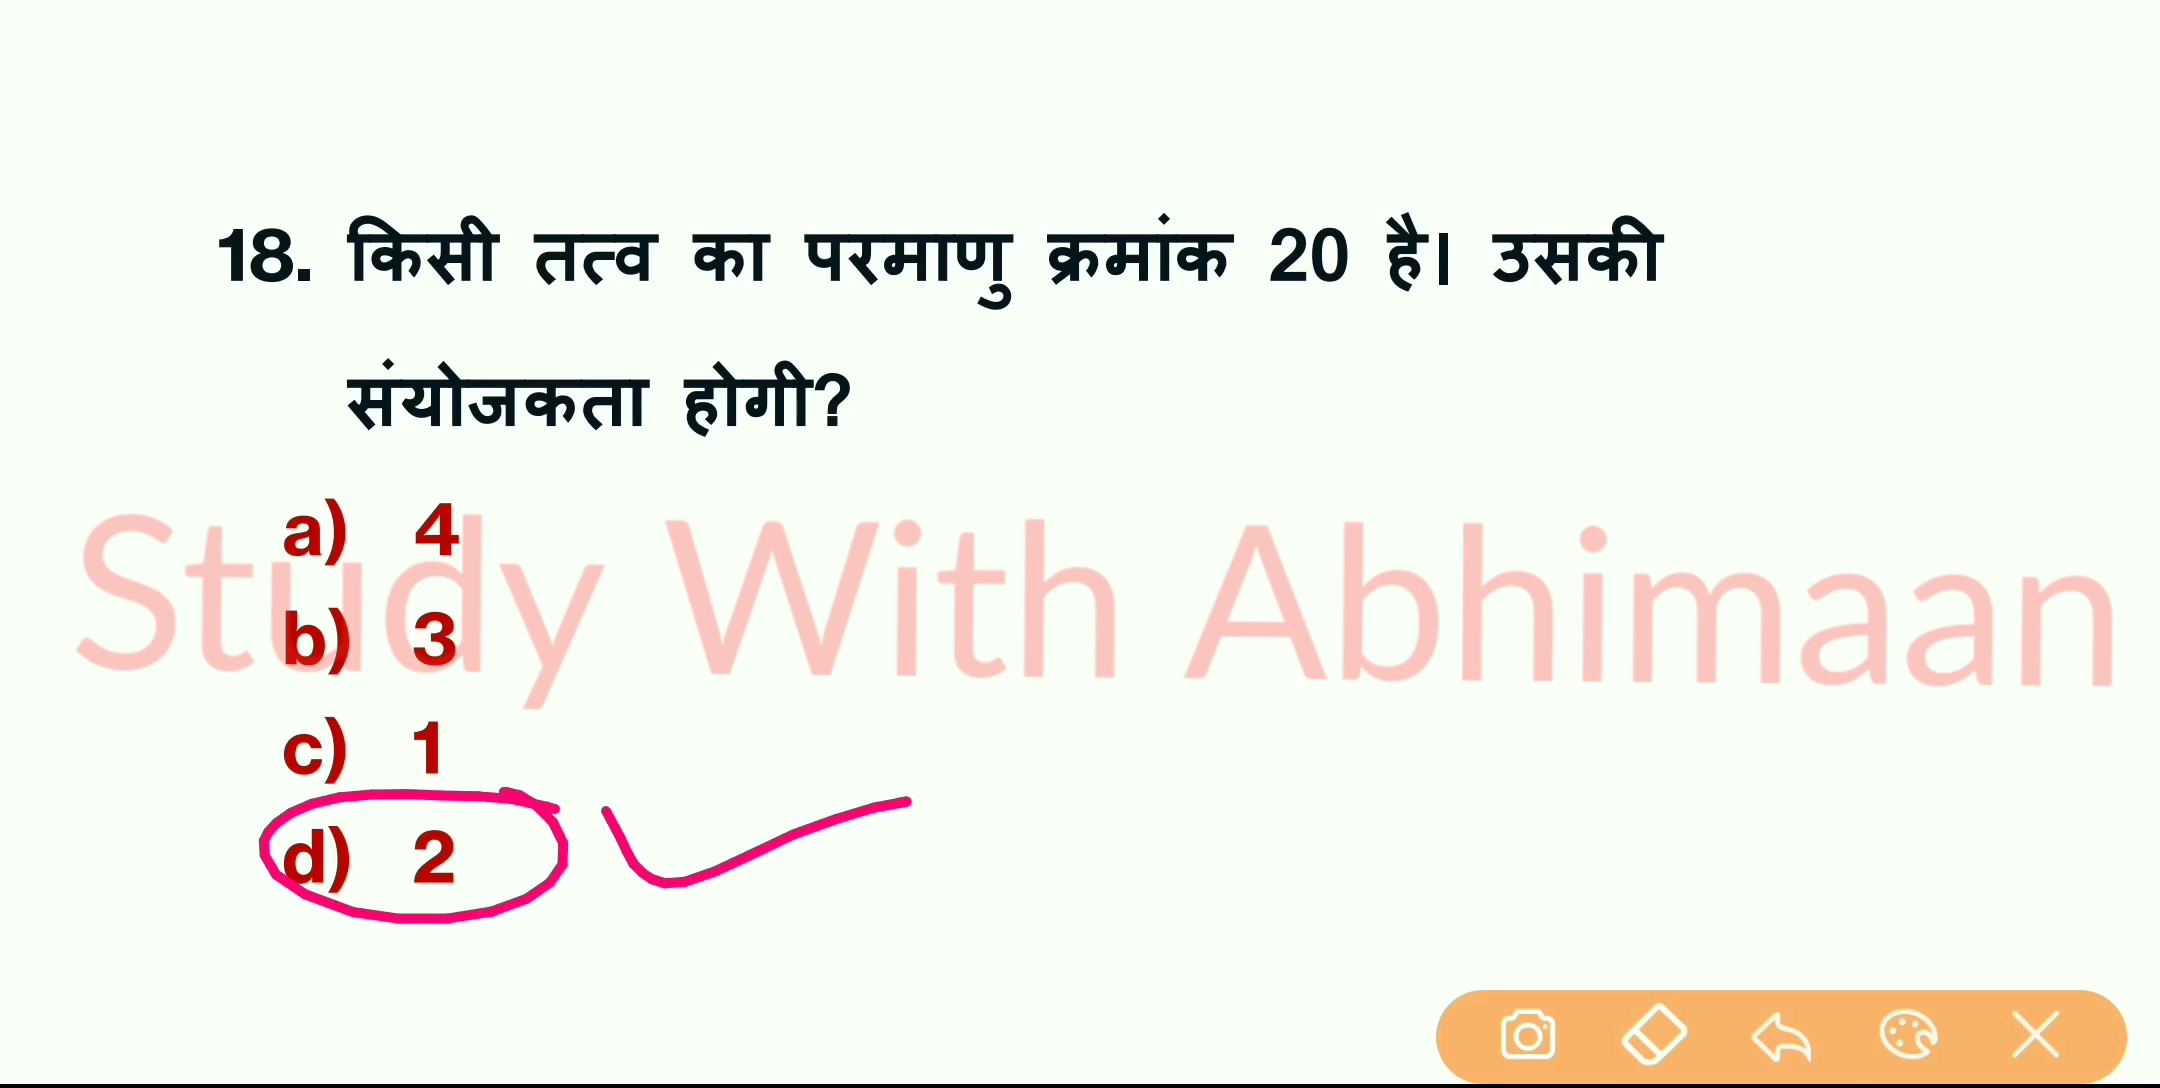 18. किसी तत्व का परमाणु क्रमांक 20 है। उसकी
संयोजकता होगी?
a) 4
Study With Abhimaan
b) 3
c) 1
d) 2